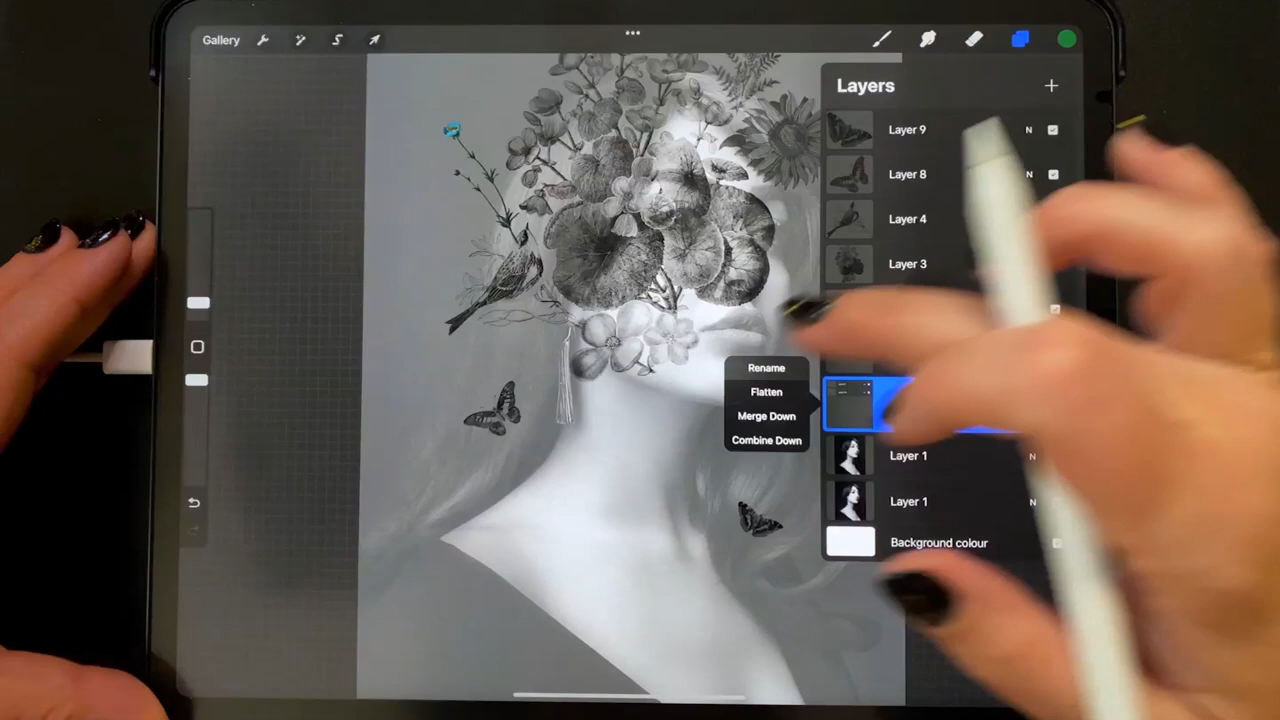 Gallery
Layers
Layer 9 N
Layer 8 N
Layer 4
Layer 3
Rename
Flatten
Merge Down
Combine Down
Layer 1 N
Layer 1 N
Background colour